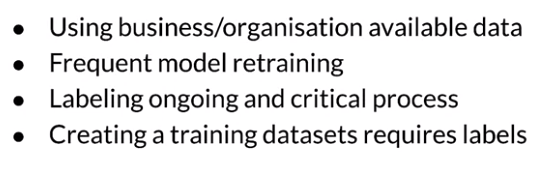 • Using business/organisation available data
• Frequent model retraining
• Labeling ongoing and critical process
• Creating a training datasets requires labels